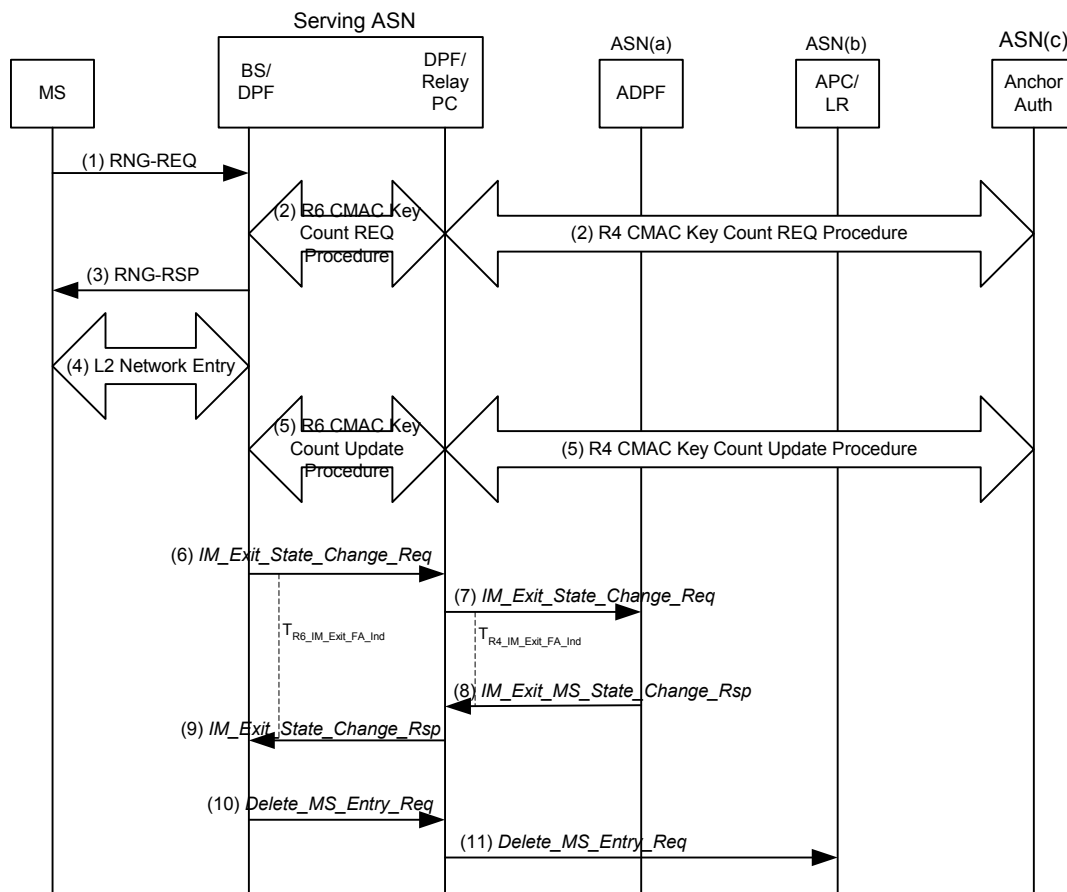 Serving ASN
ASN(a)
ASN(b)
ASN(c)
MS
BS/
DPF
DPF/
Relay
PC
ADPF
APC/
LR
Anchor
Auth
(1) RNG-REQ
(2) R6 CMAC Key
Count REQ
Procedure
(2) R4 CMAC Key Count REQ Procedure
(3) RNG-RSP
(4) L2 Network Entry
(5) R6 CMAC Key
Count Update
Procedure
(5) R4 CMAC Key Count Update Procedure
(6) IM_Exit_State_Change_Req
(7) IM_Exit_State_Change_Req
TR6_IM_Exit_FA_Ind
TR4_IM_Exit_FA_Ind
(8) IM_Exit_MS_State_Change_Rsp
(9) IM_Exit_State_Change_Rsp
(10) Delete_MS_Entry_Req
(11) Delete_MS_Entry_Req